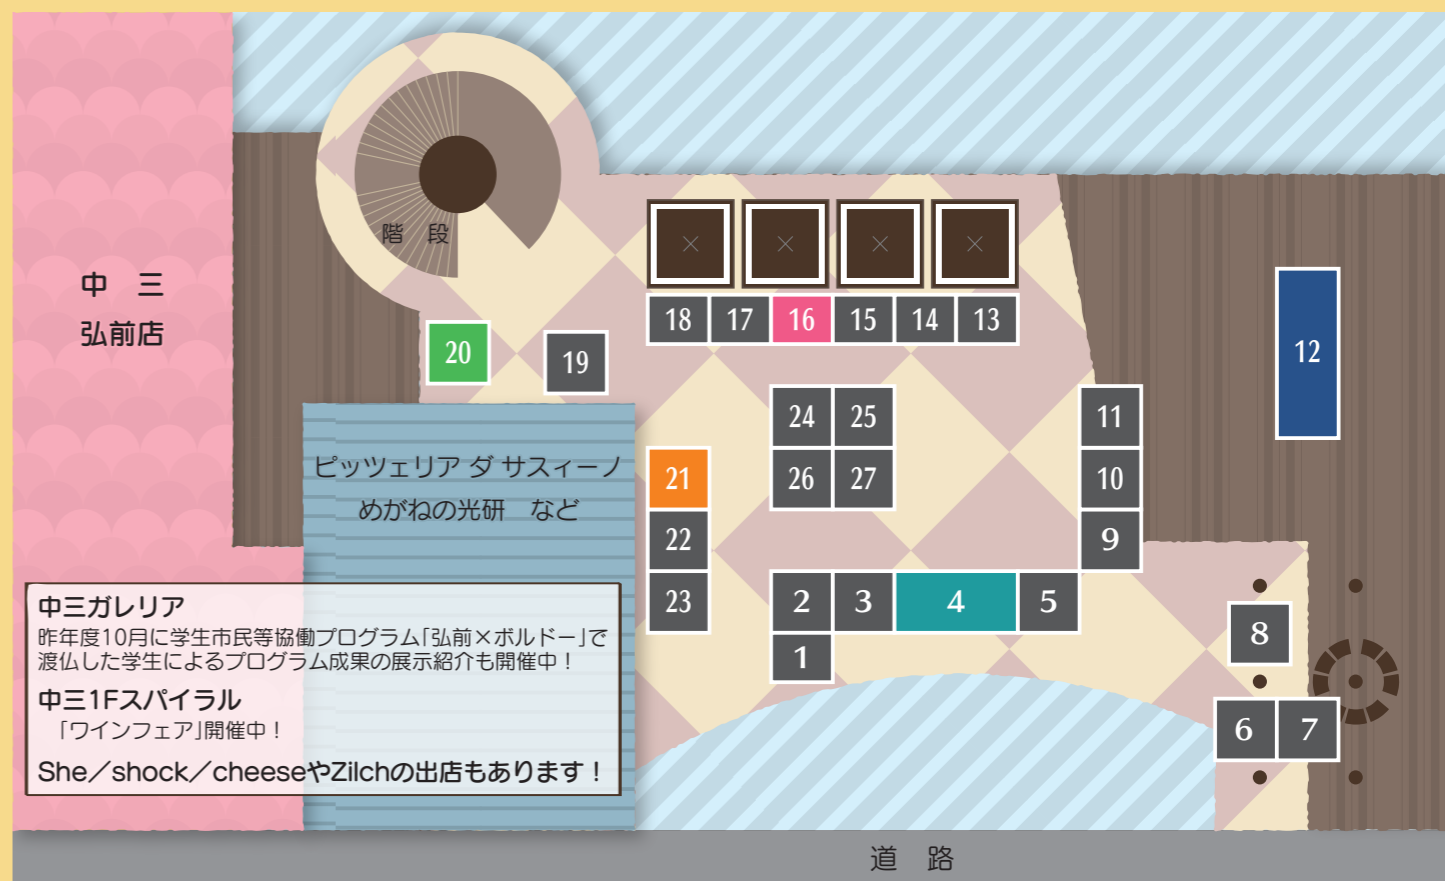 階 段
中 三
弘前店
18 17 16 15 14 13
12
20
19
24 25
11
ピッツェリア ダ サスィーノ
めがねの光研 など
21
26 27
10
22
9
23
2 3 4 5
1
8
6 7
中三ガレリア
昨年度10月に学生市民等協働プログラム「弘前×ボルドー」で
渡仏した学生によるプログラム成果の展示紹介も開催中！
中三1Fスパイラル
「ワインフェア」開催中！
She／shock／cheeseやZilchの出店もあります！
道 路